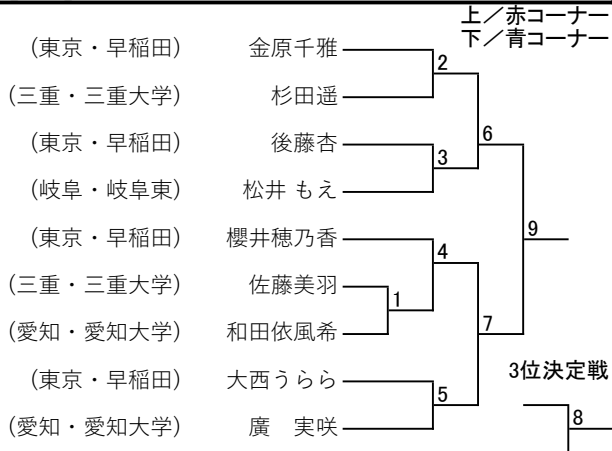 上／赤コーナー
下／青コーナー
(東京・早稲田) 金原千雅
2
(三重・三重大学) 杉田遥
6
(東京・早稲田) 後藤杏
3
(岐阜・岐阜東) 松井 もえ
(東京・早稲田) 櫻井穂乃香
9
4
(三重・三重大学) 佐藤美羽
1
(愛知・愛知大学) 和田依風希
7
3位決定戦
(東京・早稲田) 大西うらら
5
8
(愛知・愛知大学) 廣　実咲